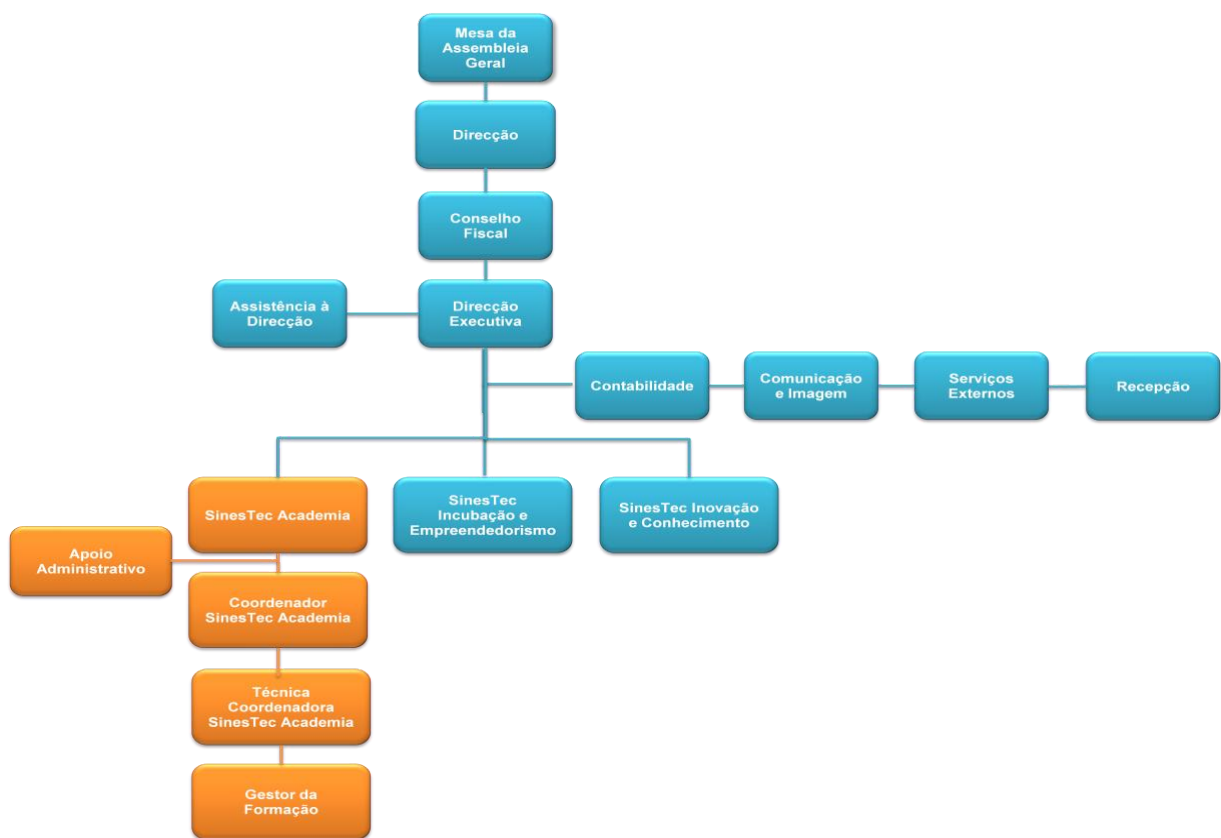 Mesa da
Assembleia
Geral
Direcção
Conselho
Fiscal
Assistência à
Direcção
Direcção
Executiva
Contabilidade
Comunicação
e Imagem
Serviços
Externos
Recepção
SinesTec Academia
SinesTec
Incubação e
Empreendedorismo
SinesTec Inovação
e Conhecimento
Apoio
Administrativo
Coordenador
SinesTec Academia
Técnica
Coordenadora
SinesTec Academia
Gestor da
Formação